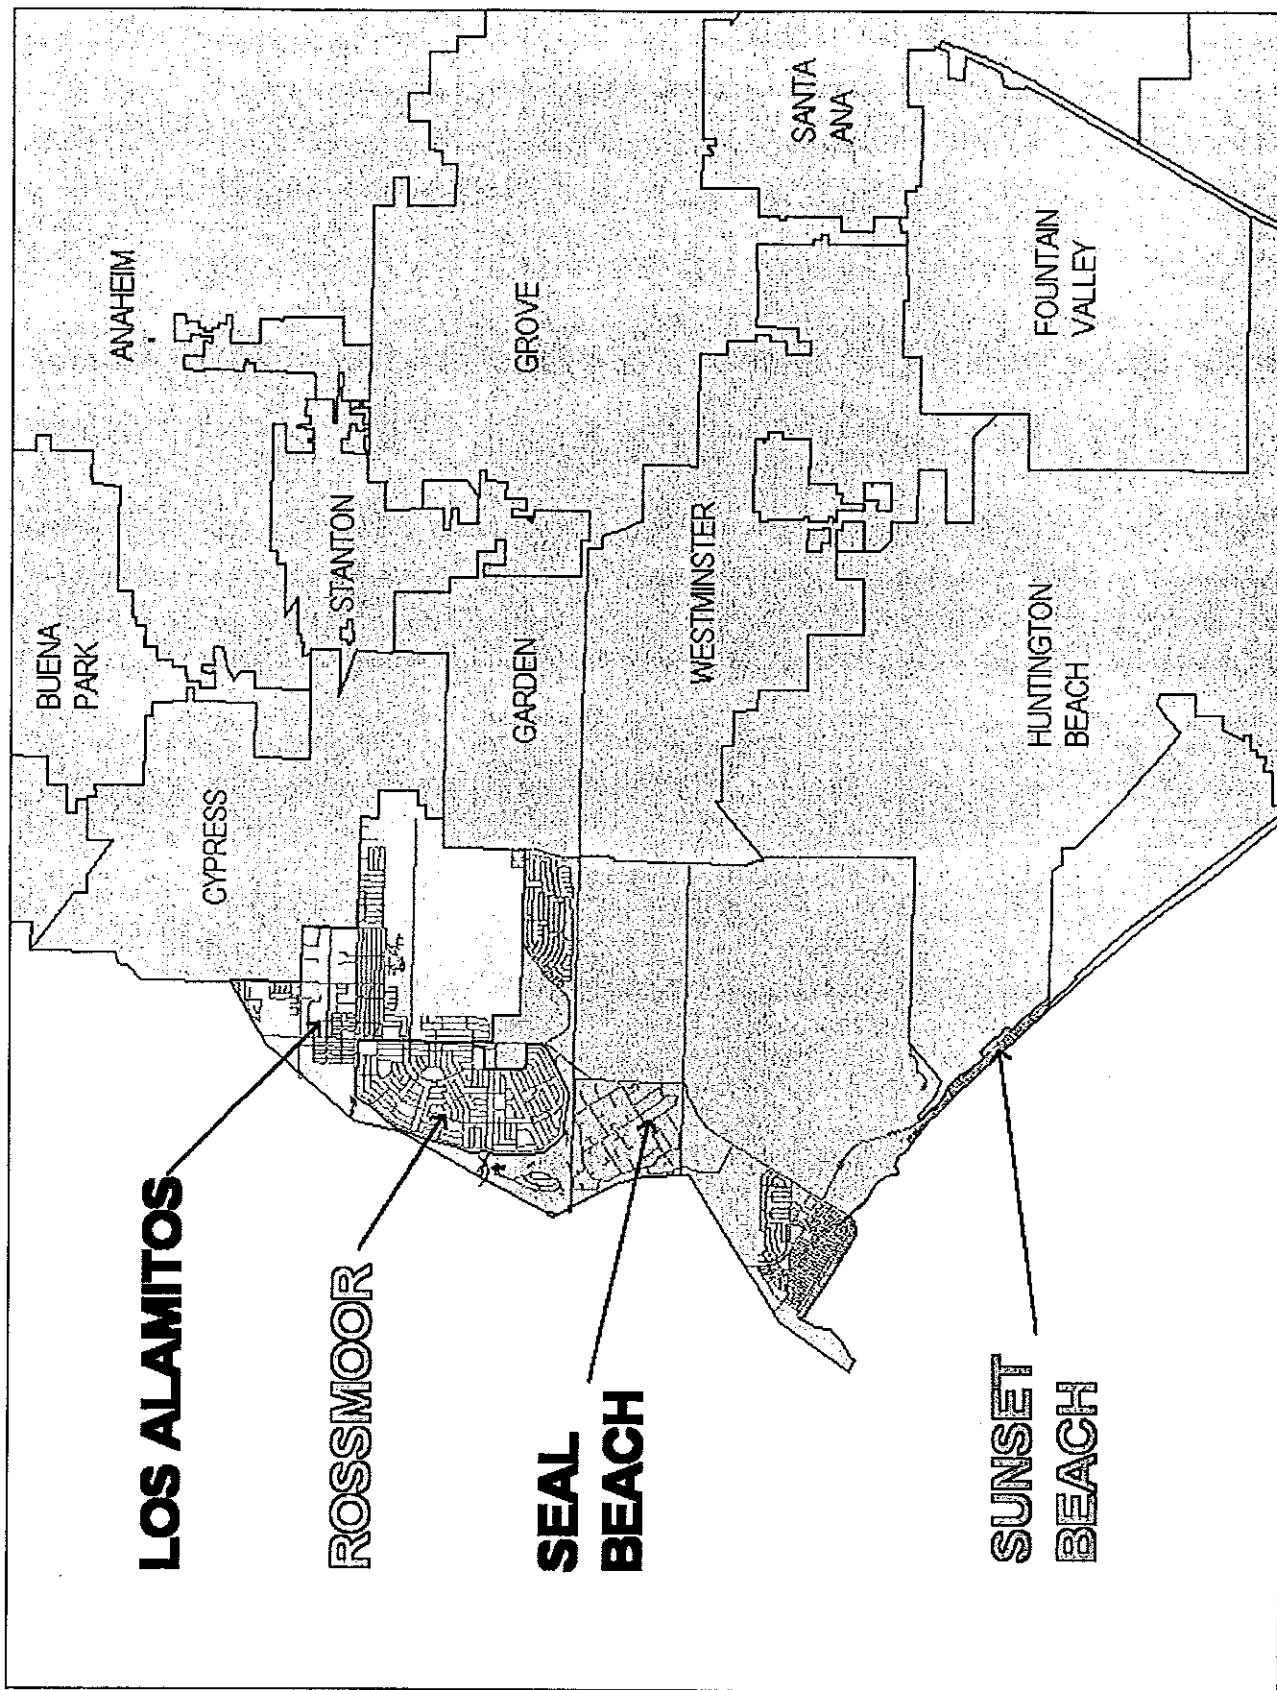 LOS ALAMITOS
ROSSMOOR
SEAL
BEACH
SUNSET
BEACH
CYPRESS
BUENA
PARK
STANTON
ANAHEIM
GARDEN
GROVE
WESTMINSTER
SANTA
ANA
HUNTINGTON
BEACH
FOUNTAIN
VALLEY